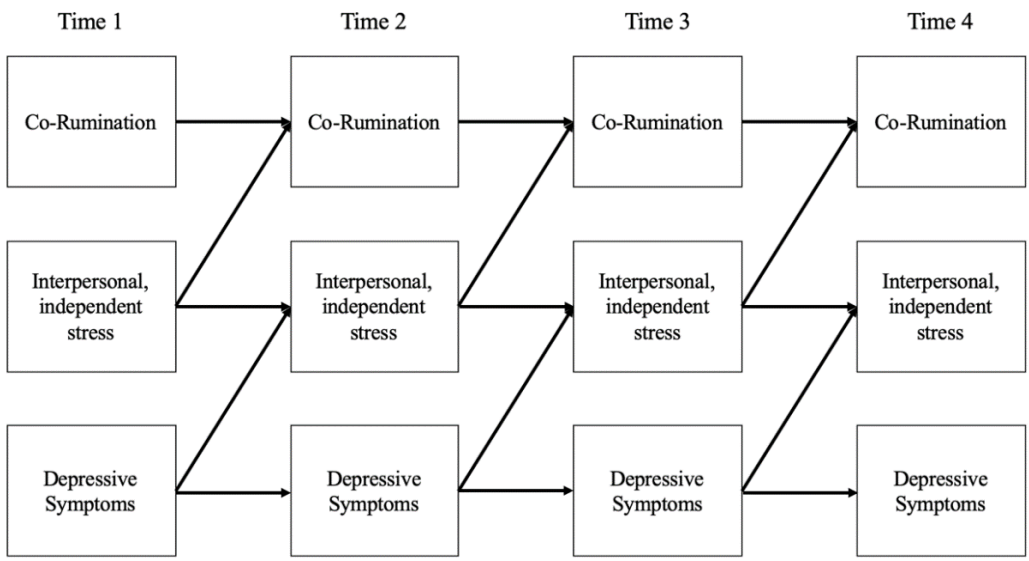 Time 1
Time 2
Time 3
Time 4
Co-Rumination
Co-Rumination
Co-Rumination
Co-Rumination
Interpersonal,
independent
stress
Interpersonal,
independent
stress
Interpersonal,
independent
stress
Interpersonal,
independent
stress
Depressive
Symptoms
Depressive
Symptoms
Depressive
Symptoms
Depressive
Symptoms